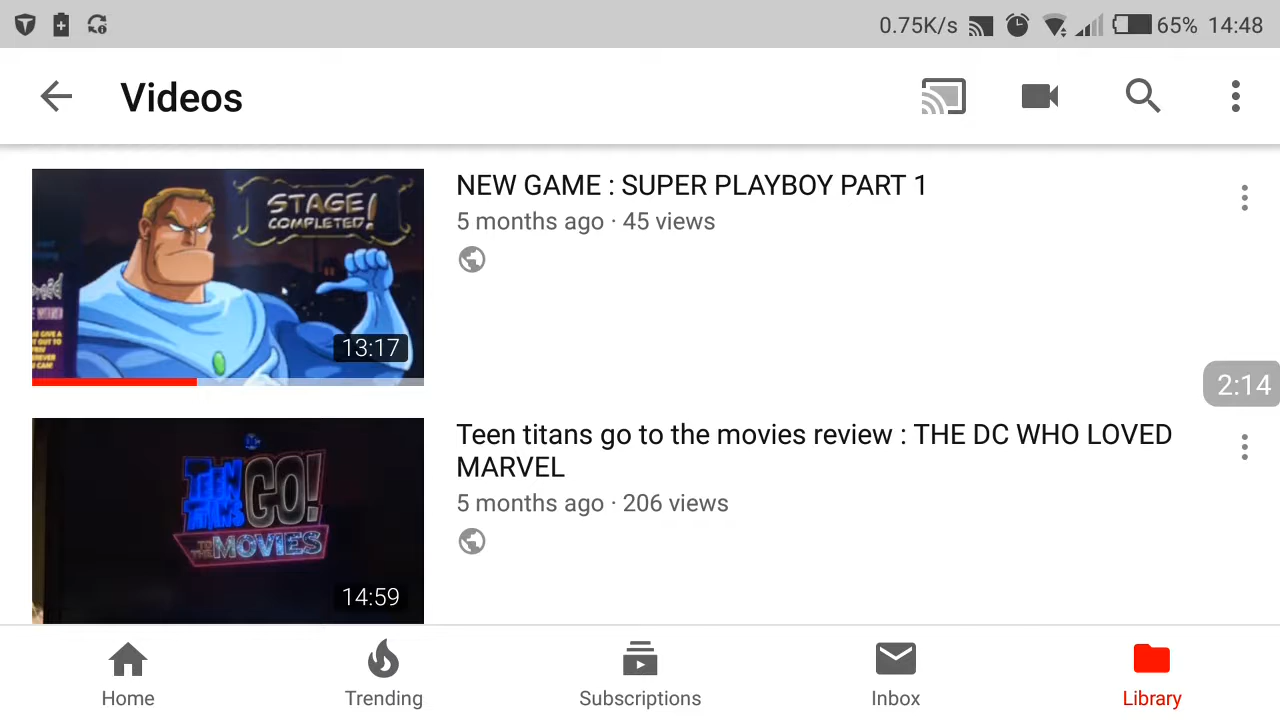 0.75K/s 65% 14:48
Videos
STAGE
COMPLETED!
13:17
NEW GAME : SUPER PLAYBOY PART 1
5 months ago · 45 views
2:14
TEEN
TITANS
GO!
TO THE
MOVIES
14:59
Teen titans go to the movies review : THE DC WHO LOVED
MARVEL
5 months ago · 206 views
Home
Trending
Subscriptions
Inbox
Library